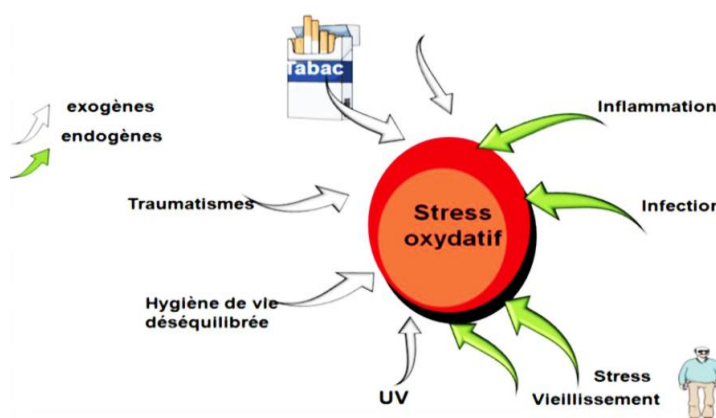 Tabac
exogènes
endogènes
Inflammation
Traumatismes
Stress
oxydatif
Infection
Hygiène de vie
déséquilibrée
UV
Stress
Vieillissement